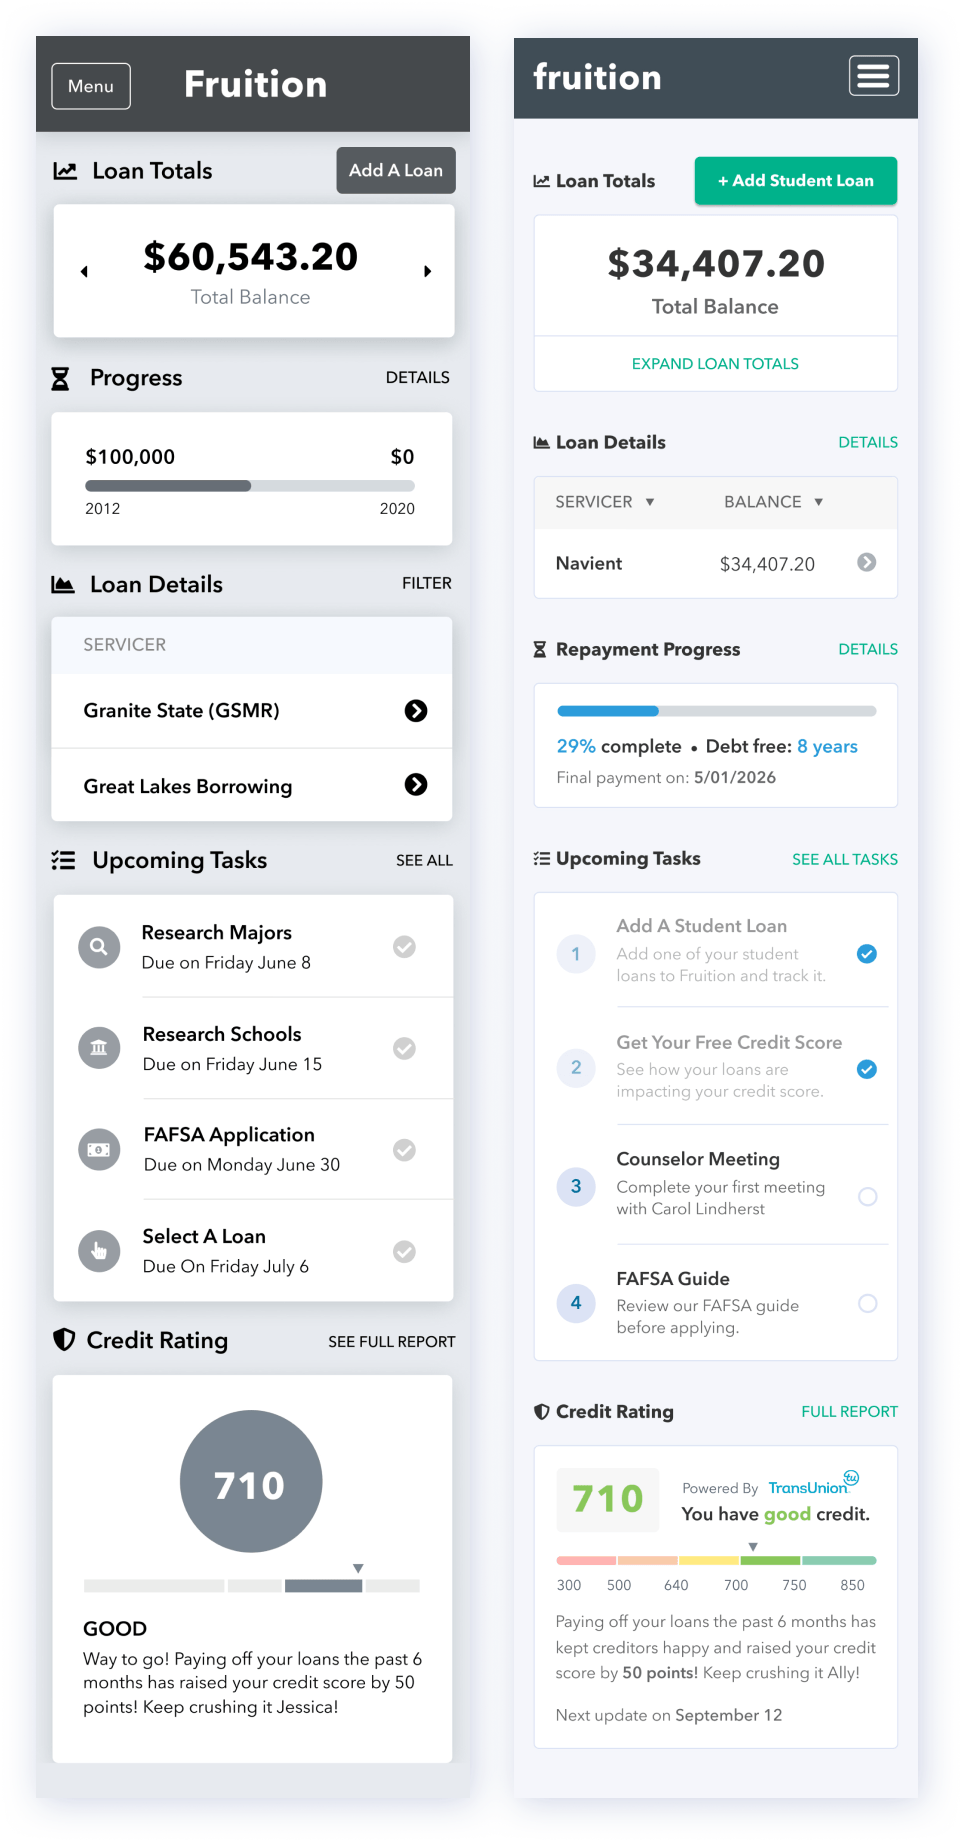 Menu
Fruition
Loan Totals
Add A Loan
$60,543.20
Total Balance
Progress
DETAILS
$100,000
$0
2012
2020
Loan Details
FILTER
SERVICER
Granite State (GSMR)
Great Lakes Borrowing
Upcoming Tasks
SEE ALL
Research Majors
Due on Friday June 8
Research Schools
Due on Friday June 15
FAFSA Application
Due on Monday June 30
Select A Loan
Due On Friday July 6
Credit Rating
SEE FULL REPORT
710
GOOD
Way to go! Paying off your loans the past 6
months has raised your credit score by 50
points! Keep crushing it Jessica!
fruition
Loan Totals
+ Add Student Loan
$34,407.20
Total Balance
EXPAND LOAN TOTALS
Loan Details
DETAILS
SERVICER ▼
BALANCE ▼
Navient
$34,407.20
Repayment Progress
DETAILS
29% complete • Debt free: 8 years
Final payment on: 5/01/2026
Upcoming Tasks
SEE ALL TASKS
1
Add A Student Loan
Add one of your student
loans to Fruition and track it.
2
Get Your Free Credit Score
See how your loans are
impacting your credit score.
3
Counselor Meeting
Complete your first meeting
with Carol Lindherst
4
FAFSA Guide
Review our FAFSA guide
before applying.
Credit Rating
FULL REPORT
710
Powered By TransUnion tu
You have good credit.
300 500 640 700 750 850
Paying off your loans the past 6 months has
kept creditors happy and raised your credit
score by 50 points! Keep crushing it Ally!
Next update on September 12